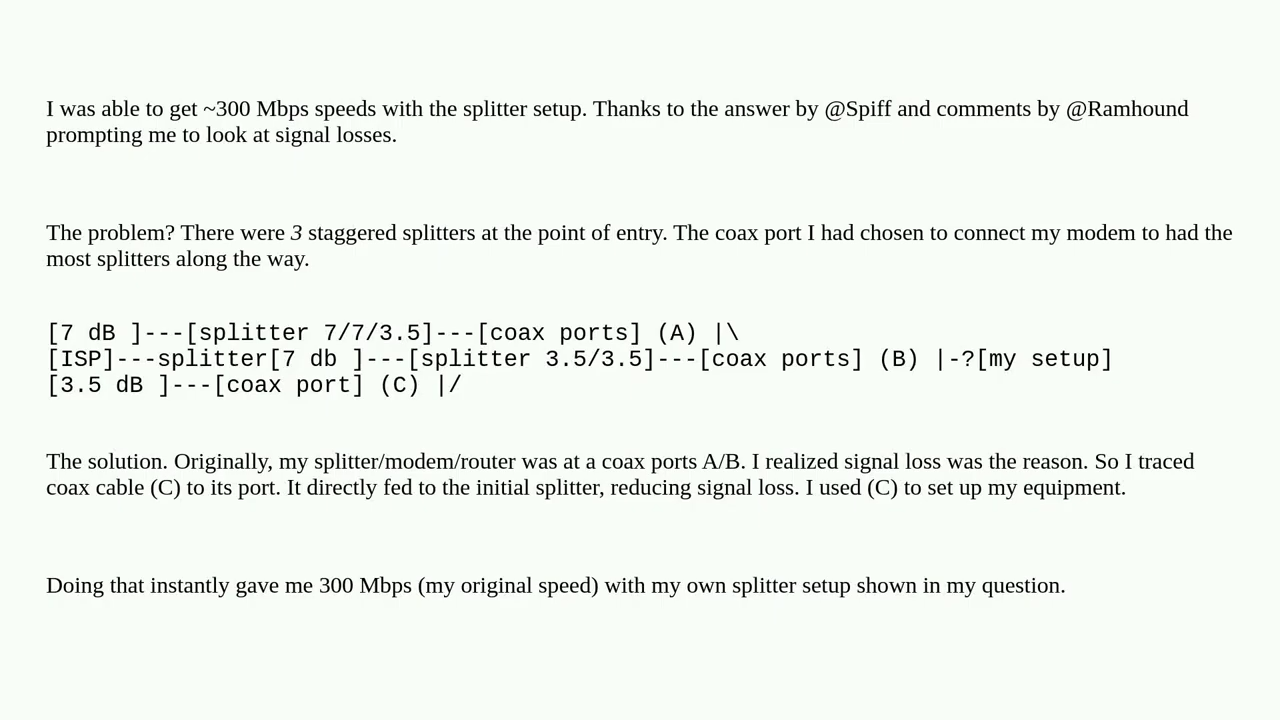 I was able to get ~300 Mbps speeds with the splitter setup. Thanks to the answer by @Spiff and comments by @Ramhound
prompting me to look at signal losses.
The problem? There were 3 staggered splitters at the point of entry. The coax port I had chosen to connect my modem to had the
most splitters along the way.
[7 dB ]---[splitter 7/7/3.5]---[coax ports] (A) |\
[ISP]---splitter[7 db ]---[splitter 3.5/3.5]---[coax ports] (B) |-?[my setup]
[3.5 dB ]---[coax port] (C) |/
The solution. Originally, my splitter/modem/router was at a coax ports A/B. I realized signal loss was the reason. So I traced
coax cable (C) to its port. It directly fed to the initial splitter, reducing signal loss. I used (C) to set up my equipment.
Doing that instantly gave me 300 Mbps (my original speed) with my own splitter setup shown in my question.